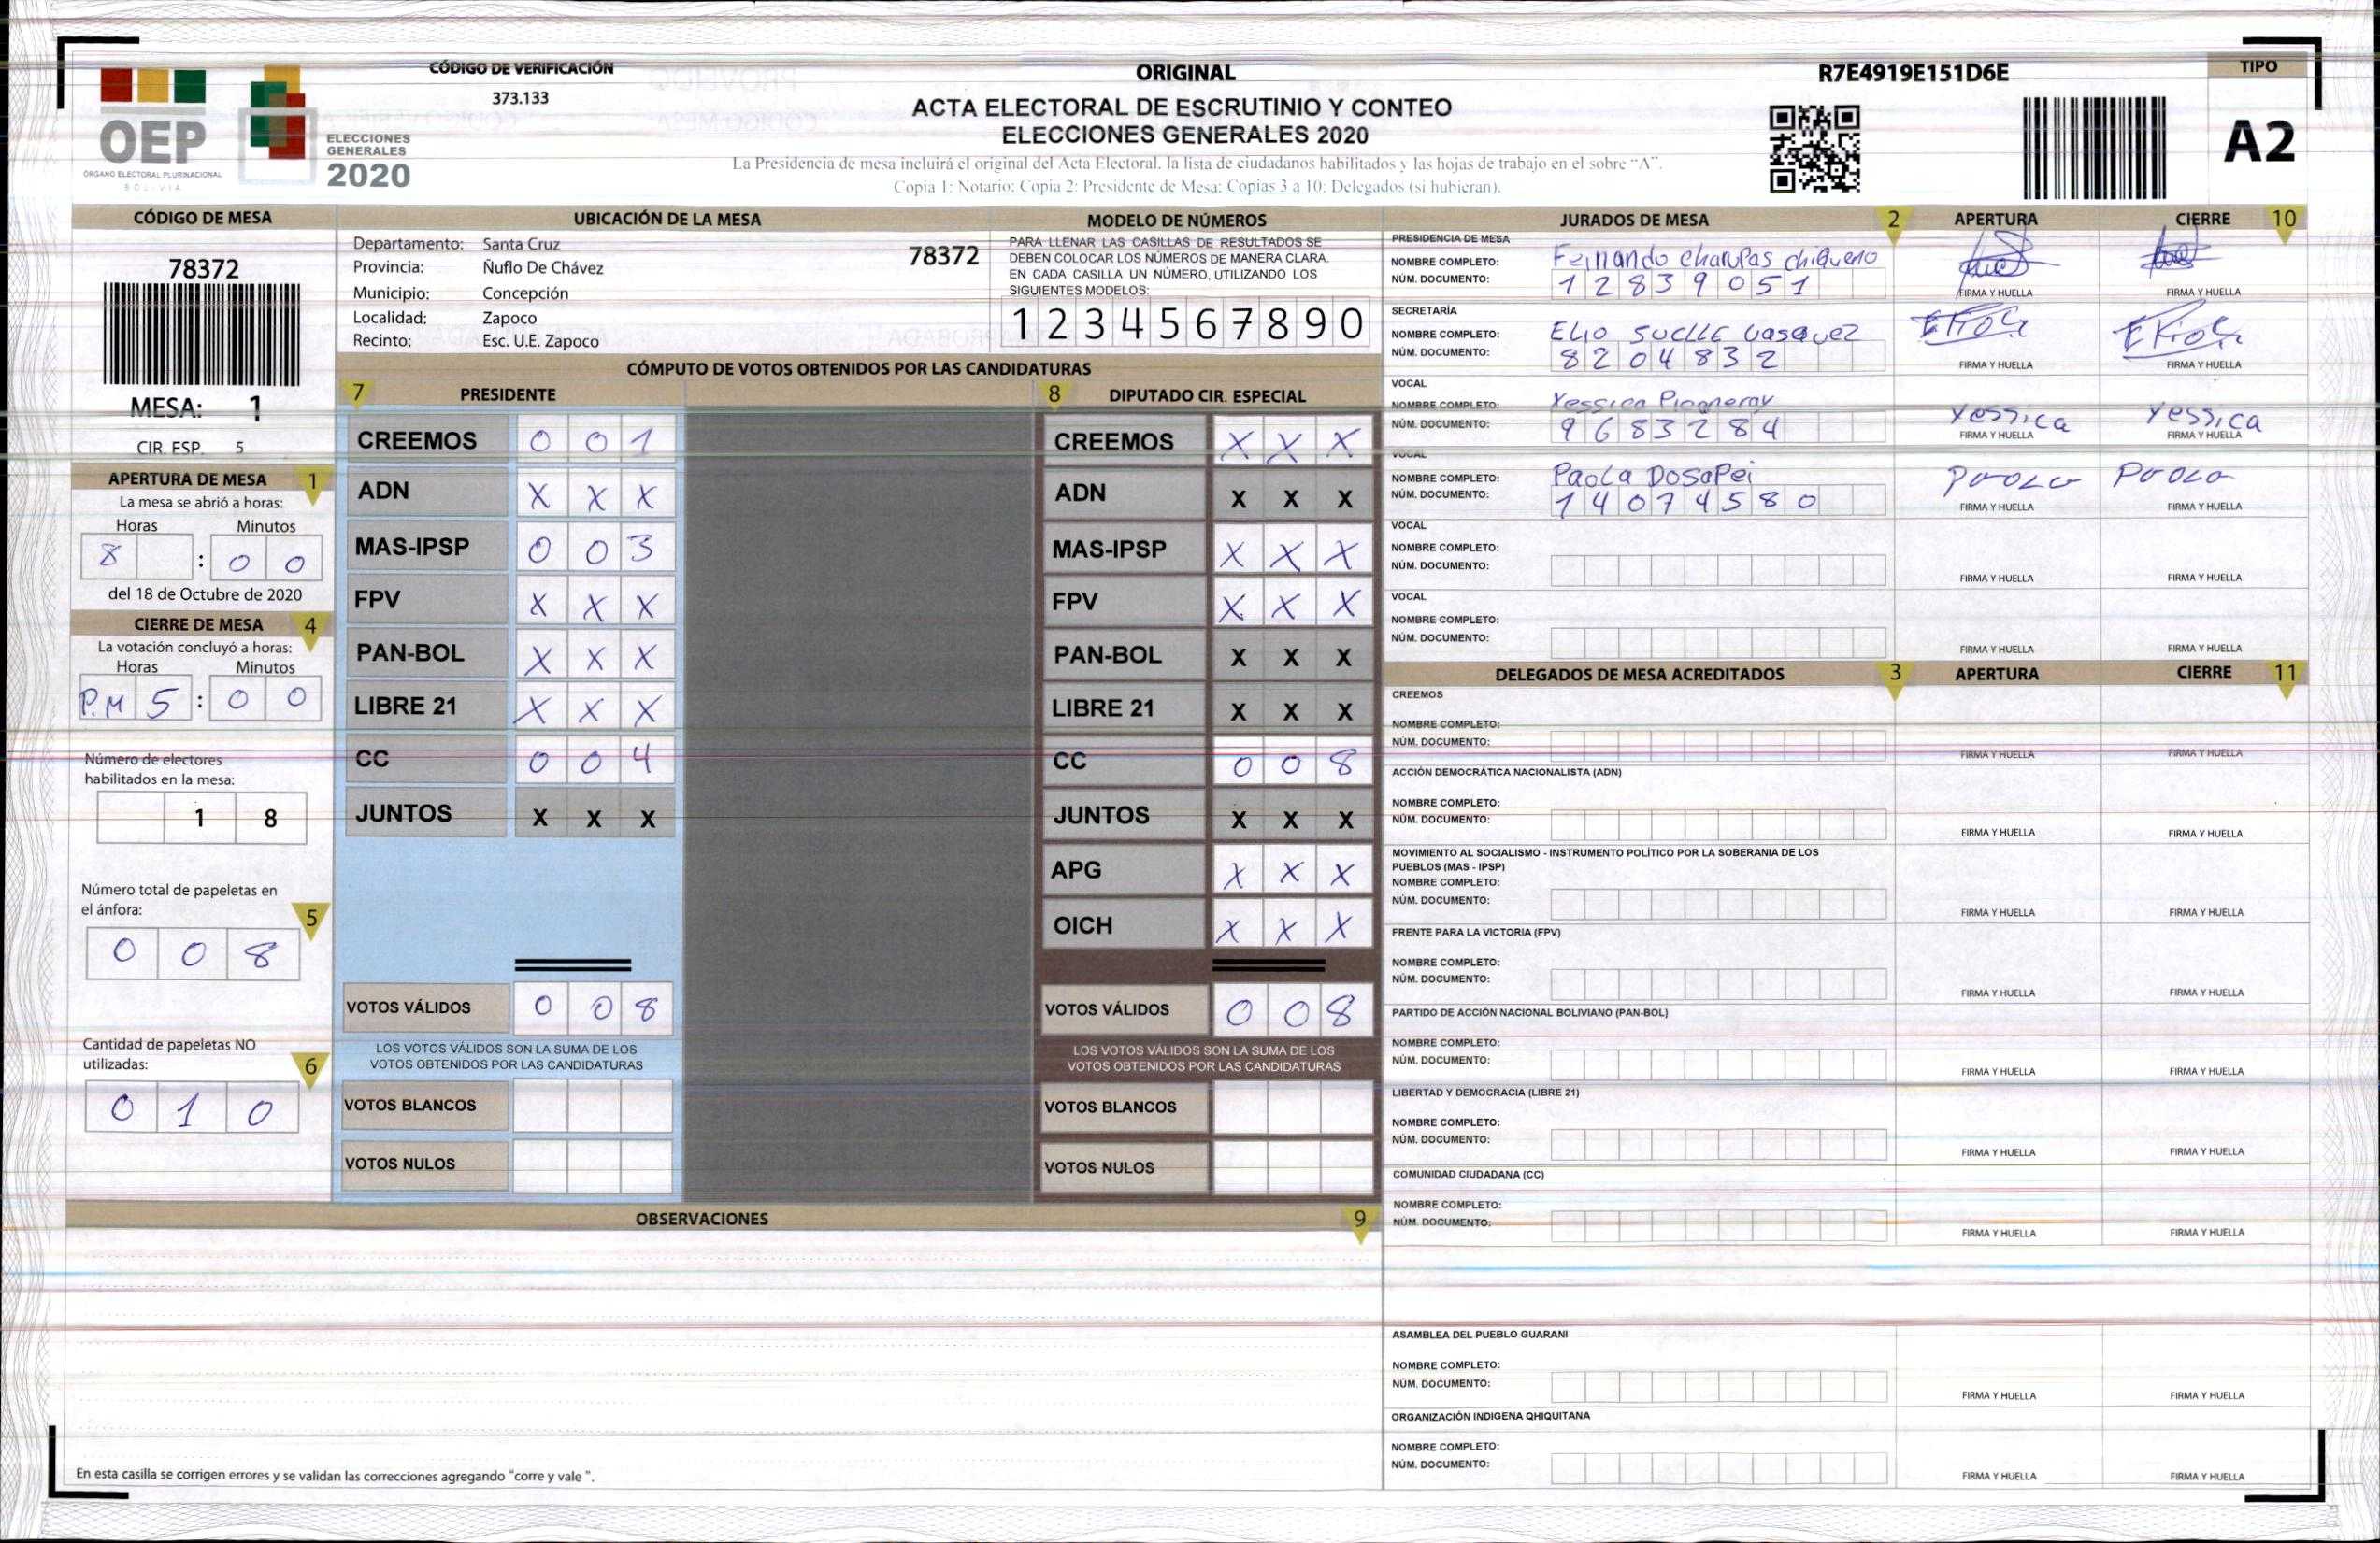 CÓDIGO DE VERIFICACIÓN
373.133
OEP
ÓRGANO ELECTORAL PLURINACIONAL
BOLIVIA
ELECCIONES
GENERALES
2020
ORIGINAL
ACTA ELECTORAL DE ESCRUTINIO Y CONTEO
ELECCIONES GENERALES 2020
La Presidencia de mesa incluirá el original del Acta Electoral, la lista de ciudadanos habilitados y las hojas de trabajo en el sobre "A".
Copia 1: Notario; Copia 2: Presidente de Mesa; Copias 3 a 10: Delegados (si hubieran).
R7E4919E151D6E
TIPO
A2
CÓDIGO DE MESA
78372
MESA: 1
CIR. ESP. 5
UBICACIÓN DE LA MESA
Departamento: Santa Cruz
78372
Provincia: Ñuflo De Chávez
Municipio: Concepción
Localidad: Zapoco
Recinto: Esc. U.E. Zapoco
MODELO DE NÚMEROS
PARA LLENAR LAS CASILLAS DE RESULTADOS SE
DEBEN COLOCAR LOS NÚMEROS DE MANERA CLARA.
EN CADA CASILLA UN NÚMERO, UTILIZANDO LOS
SIGUIENTES MODELOS:
1 2 3 4 5 6 7 8 9 0
APERTURA DE MESA 1
La mesa se abrió a horas:
Horas Minutos
8 : 0 0
del 18 de Octubre de 2020
CIERRE DE MESA 4
La votación concluyó a horas:
Horas Minutos
P.M 5 : 0 0
Número de electores
habilitados en la mesa:
1 8
Número total de papeletas en
el ánfora: 5
0 0 8
Cantidad de papeletas NO
utilizadas: 6
0 1 0
CÓMPUTO DE VOTOS OBTENIDOS POR LAS CANDIDATURAS
7 PRESIDENTE
CREEMOS 0 0 1
ADN X X X
MAS-IPSP 0 0 3
FPV X X X
PAN-BOL X X X
LIBRE 21 X X X
CC 0 0 4
JUNTOS X X X
VOTOS VÁLIDOS 0 0 8
LOS VOTOS VÁLIDOS SON LA SUMA DE LOS
VOTOS OBTENIDOS POR LAS CANDIDATURAS
VOTOS BLANCOS
VOTOS NULOS
8 DIPUTADO CIR. ESPECIAL
CREEMOS X X X
ADN X X X
MAS-IPSP X X X
FPV X X X
PAN-BOL X X X
LIBRE 21 X X X
CC 0 0 8
JUNTOS X X X
APG X X X
OICH X X X
VOTOS VÁLIDOS 0 0 8
LOS VOTOS VÁLIDOS SON LA SUMA DE LOS
VOTOS OBTENIDOS POR LAS CANDIDATURAS
VOTOS BLANCOS
VOTOS NULOS
OBSERVACIONES 9
En esta casilla se corrigen errores y se validan las correcciones agregando "corre y vale ".
JURADOS DE MESA 2 APERTURA CIERRE 10
PRESIDENCIA DE MESA
NOMBRE COMPLETO: Fernando charupas chiqueno
NÚM. DOCUMENTO: 1 2 8 3 9 0 5 1
FIRMA Y HUELLA FIRMA Y HUELLA
SECRETARÍA
NOMBRE COMPLETO: ELIO SUCLLE Vasquez
NÚM. DOCUMENTO: 8 2 0 4 8 3 2
FIRMA Y HUELLA FIRMA Y HUELLA
VOCAL
NOMBRE COMPLETO: Yessica
NÚM. DOCUMENTO: 9 6 8 3 2 8 4
Yessica Yessica
FIRMA Y HUELLA FIRMA Y HUELLA
VOCAL
NOMBRE COMPLETO: Paola DOSAPEi
NÚM. DOCUMENTO: 1 4 0 7 4 5 8 0
Paola Paola
FIRMA Y HUELLA FIRMA Y HUELLA
VOCAL
NOMBRE COMPLETO:
NÚM. DOCUMENTO:
FIRMA Y HUELLA FIRMA Y HUELLA
VOCAL
NOMBRE COMPLETO:
NÚM. DOCUMENTO:
FIRMA Y HUELLA FIRMA Y HUELLA
DELEGADOS DE MESA ACREDITADOS 3 APERTURA CIERRE 11
CREEMOS
NOMBRE COMPLETO:
NÚM. DOCUMENTO:
FIRMA Y HUELLA FIRMA Y HUELLA
ACCIÓN DEMOCRÁTICA NACIONALISTA (ADN)
NOMBRE COMPLETO:
NÚM. DOCUMENTO:
FIRMA Y HUELLA FIRMA Y HUELLA
MOVIMIENTO AL SOCIALISMO - INSTRUMENTO POLÍTICO POR LA SOBERANIA DE LOS
PUEBLOS (MAS - IPSP)
NOMBRE COMPLETO:
NÚM. DOCUMENTO:
FIRMA Y HUELLA FIRMA Y HUELLA
FRENTE PARA LA VICTORIA (FPV)
NOMBRE COMPLETO:
NÚM. DOCUMENTO:
FIRMA Y HUELLA FIRMA Y HUELLA
PARTIDO DE ACCIÓN NACIONAL BOLIVIANO (PAN-BOL)
NOMBRE COMPLETO:
NÚM. DOCUMENTO:
FIRMA Y HUELLA FIRMA Y HUELLA
LIBERTAD Y DEMOCRACIA (LIBRE 21)
NOMBRE COMPLETO:
NÚM. DOCUMENTO:
FIRMA Y HUELLA FIRMA Y HUELLA
COMUNIDAD CIUDADANA (CC)
NOMBRE COMPLETO:
NÚM. DOCUMENTO:
FIRMA Y HUELLA FIRMA Y HUELLA
ASAMBLEA DEL PUEBLO GUARANI
NOMBRE COMPLETO:
NÚM. DOCUMENTO:
FIRMA Y HUELLA FIRMA Y HUELLA
ORGANIZACIÓN INDIGENA QHIQUITANA
NOMBRE COMPLETO:
NÚM. DOCUMENTO:
FIRMA Y HUELLA FIRMA Y HUELLA